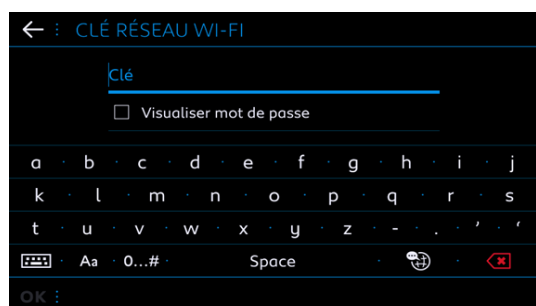 CLÉ RÉSEAU WI-FI
Clé
Visualiser mot de passe
a b c d e f g h i j
k l m n o p q r s
t u v w x y z - . ’ ‘
Aa 0...# Space
OK